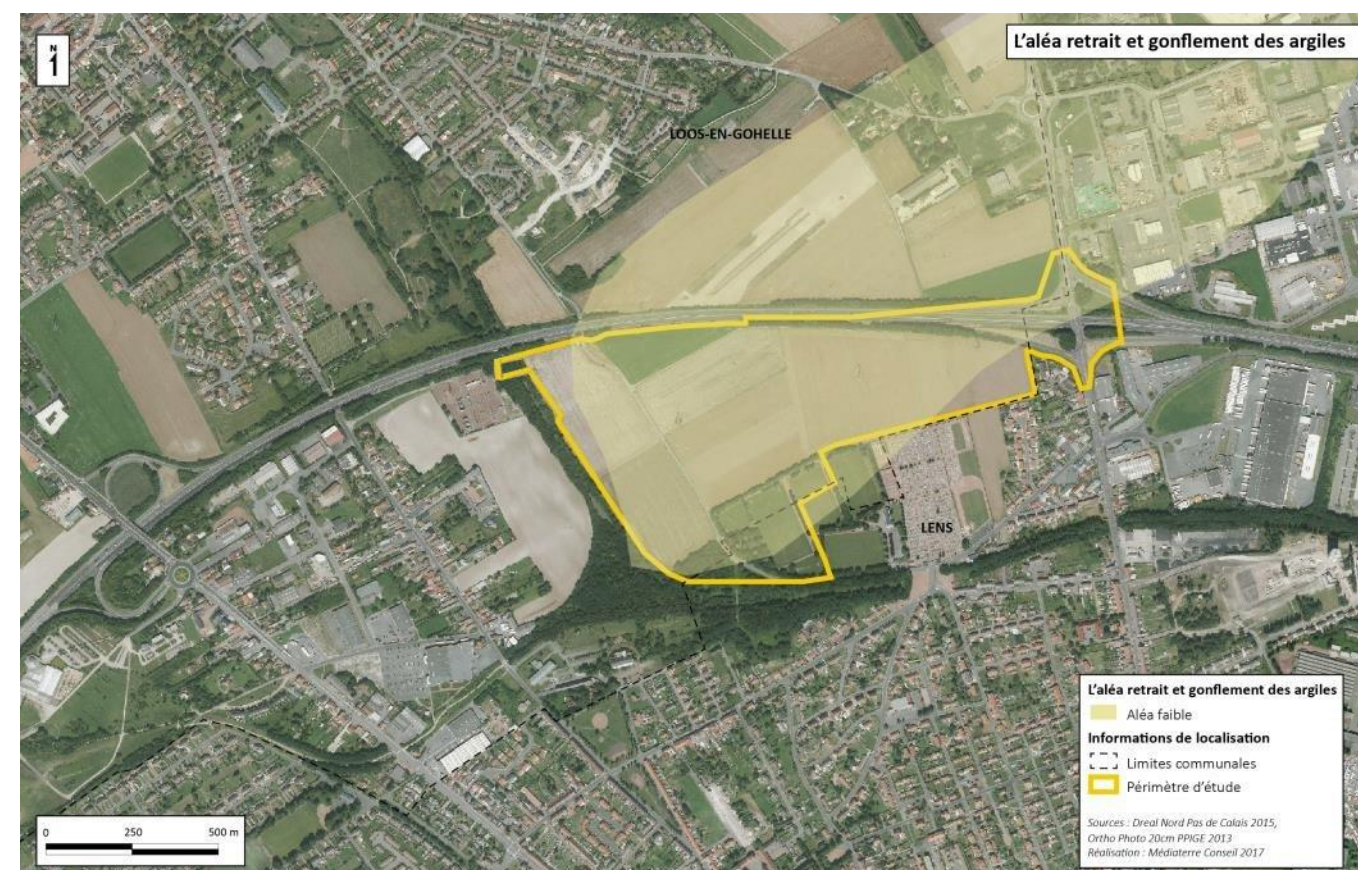 L'aléa retrait et gonflement des argiles
N
1
LOOS-EN-GOHELLE
LENS
L'aléa retrait et gonflement des argiles
Aléa faible
Informations de localisation
Limites communales
Périmètre d'étude
Sources : Dreal Nord Pas de Calais 2015,
Ortho Photo 20cm PPIGE 2013
Réalisation : Médiaterre Conseil 2017
0 250 500 m